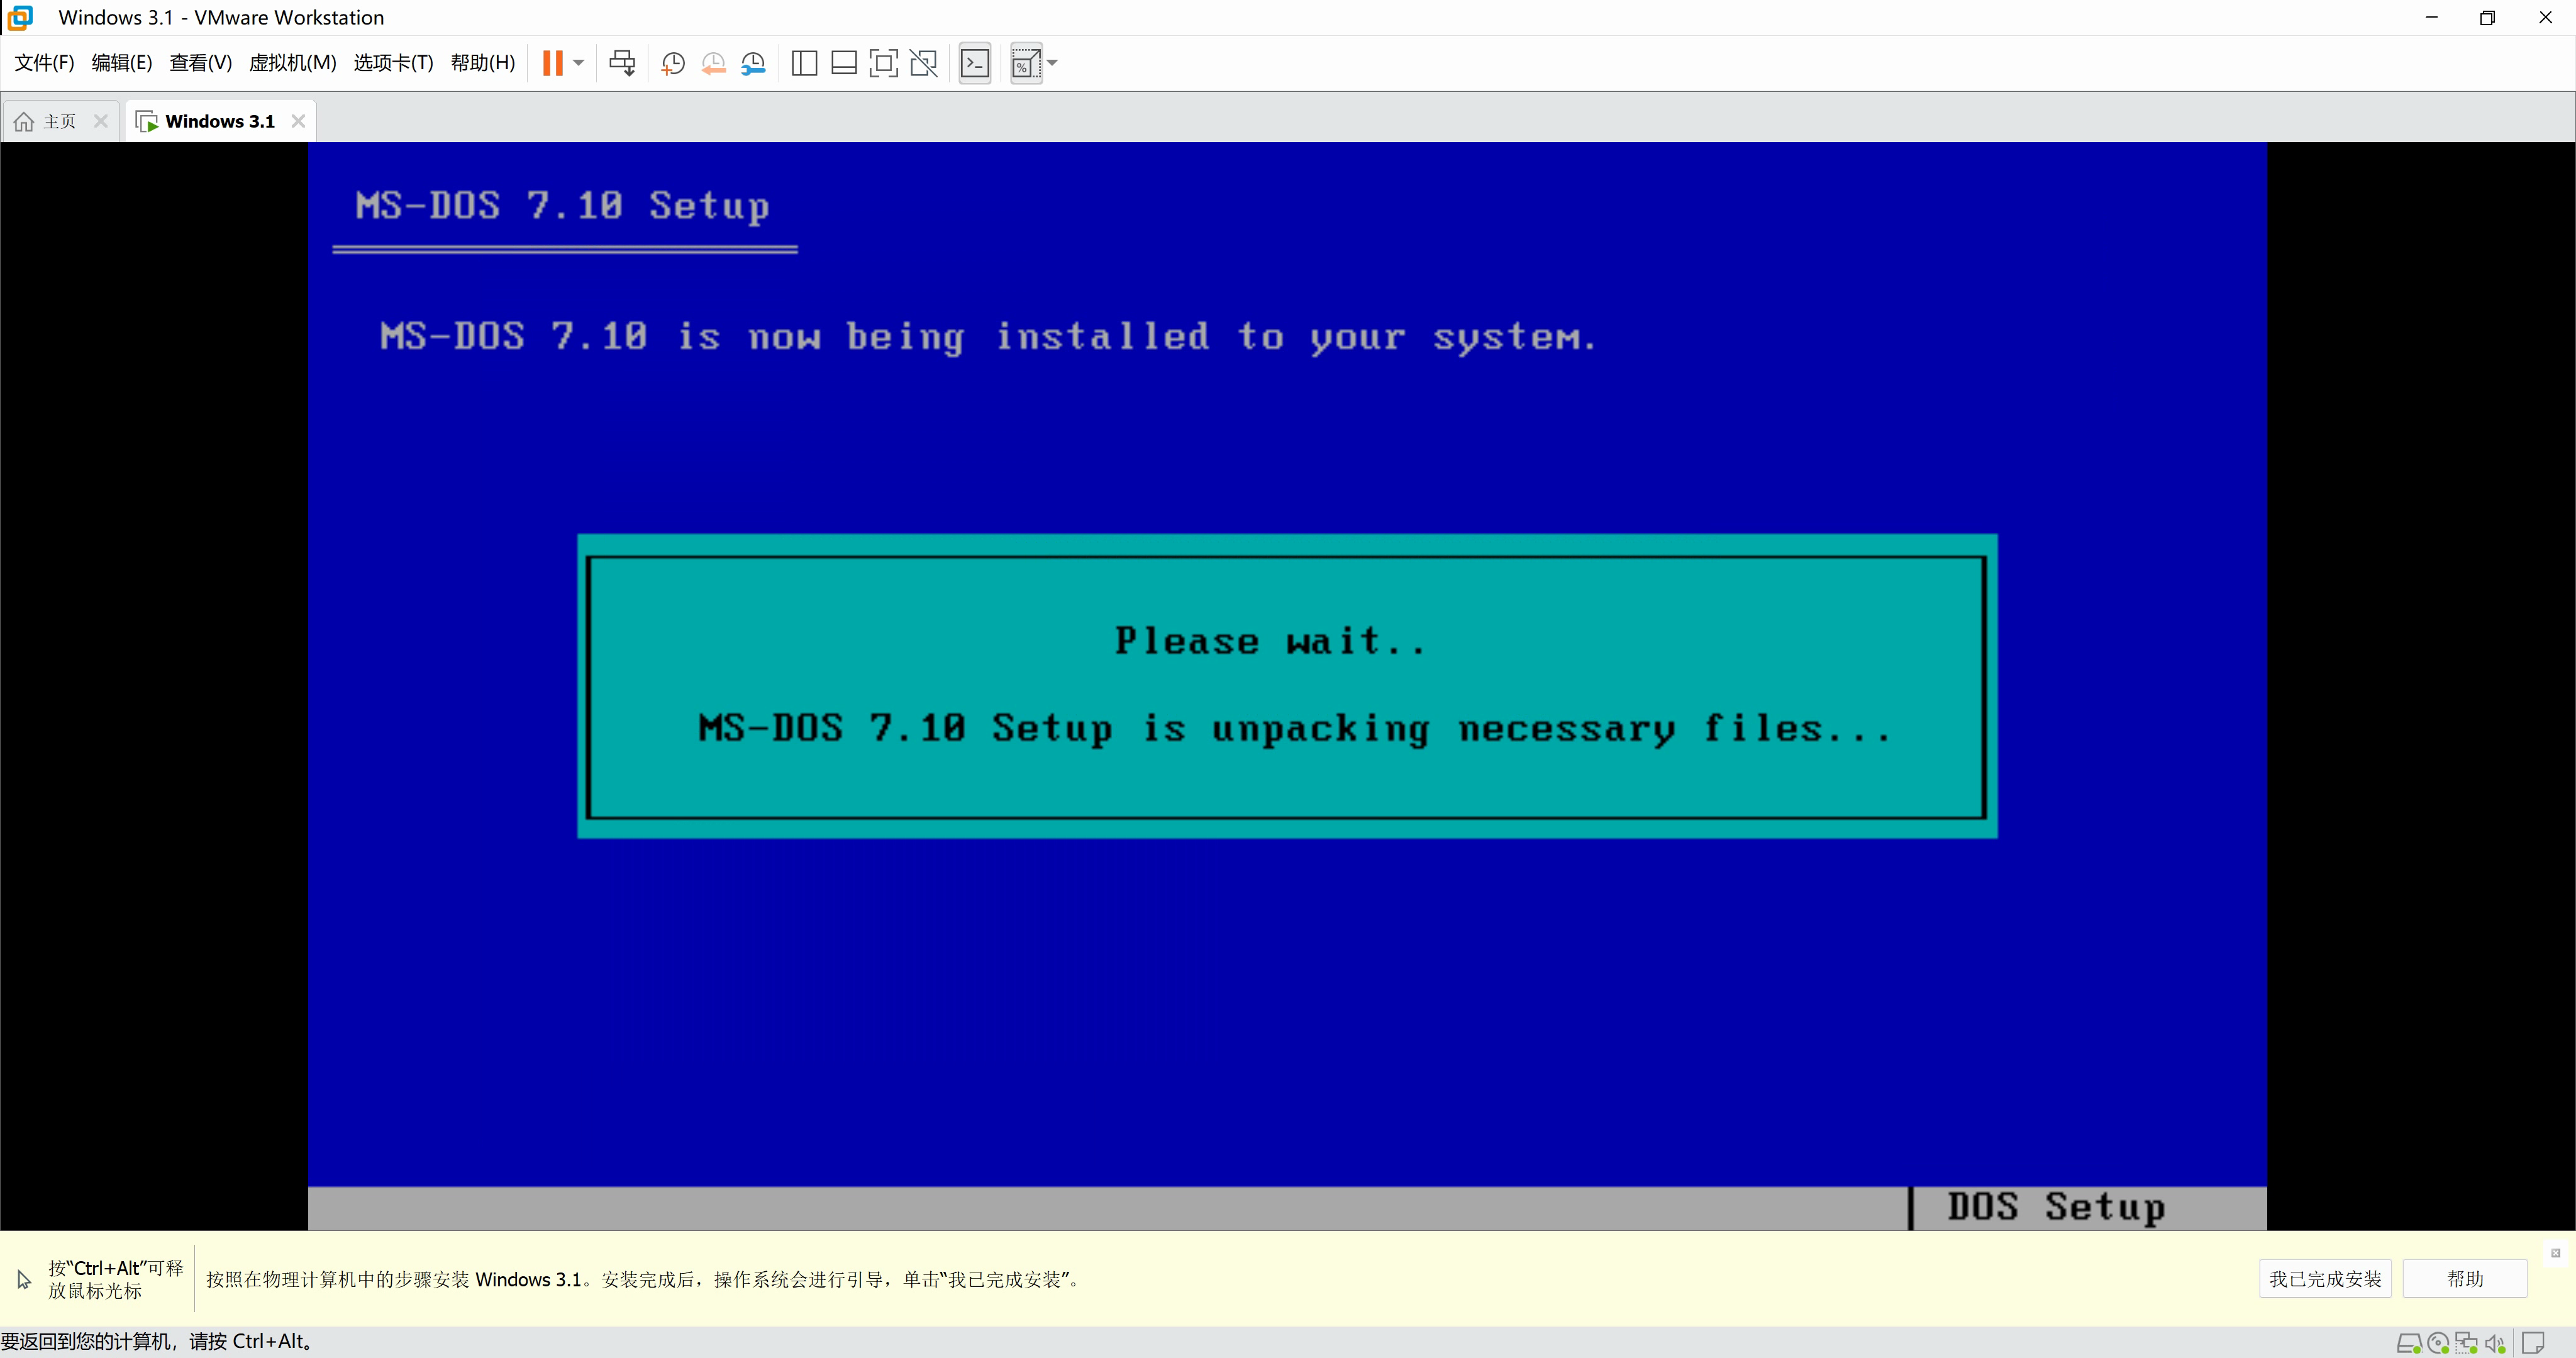 Windows 3.1 - VMware Workstation
文件(F) 编辑(E) 查看(V) 虚拟机(M) 选项卡(T) 帮助(H)
主页 Windows 3.1
MS-DOS 7.10 Setup
MS-DOS 7.10 is now being installed to your system.
Please wait..
MS-DOS 7.10 Setup is unpacking necessary files...
DOS Setup
按“Ctrl+Alt”可释
放鼠标光标
按照在物理计算机中的步骤安装 Windows 3.1。安装完成后，操作系统会进行引导，单击“我已完成安装”。
我已完成安装 帮助
要返回到您的计算机，请按 Ctrl+Alt。